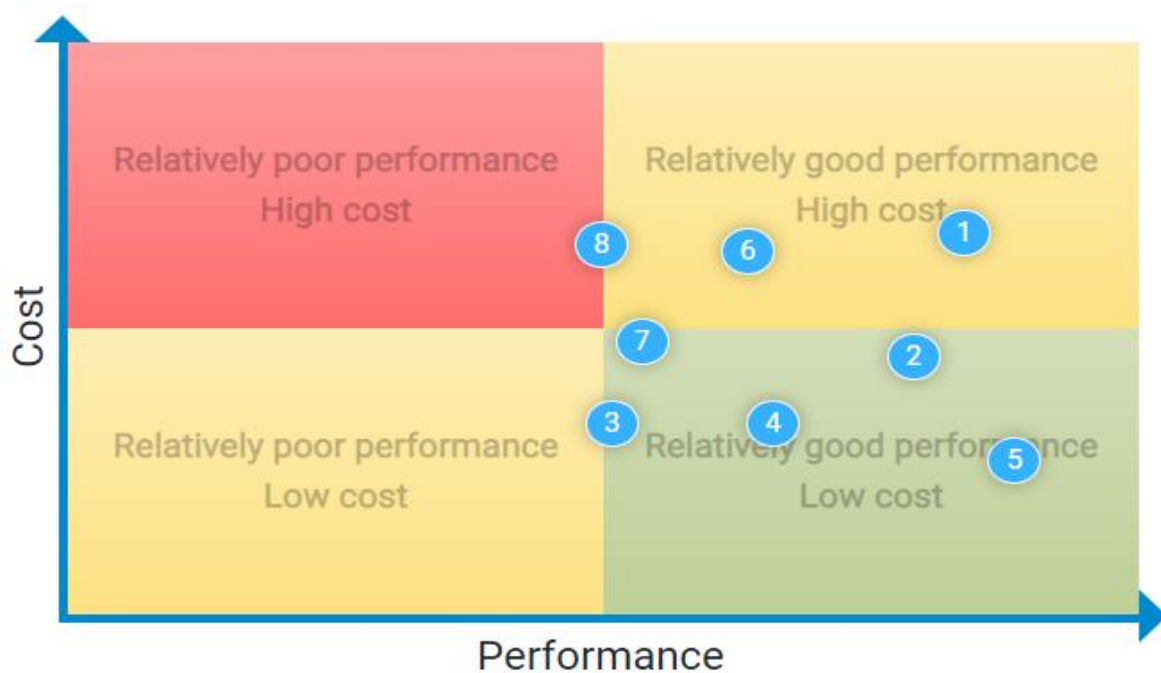 Relatively poor performance
High cost
Relatively good performance
High cost
8
6
1
Cost
7
2
3
4
Relatively poor performance
Low cost
Relatively good performance
Low cost
5
Performance